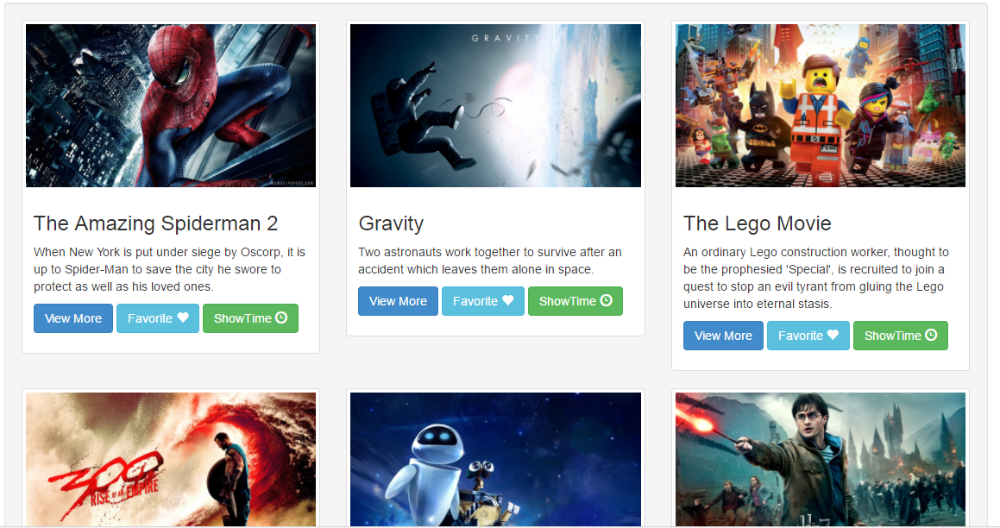 GRAVITY
The Amazing Spiderman 2
When New York is put under siege by Oscorp, it is
up to Spider-Man to save the city he swore to
protect as well as his loved ones.
View More
Favorite
ShowTime
Gravity
Two astronauts work together to survive after an
accident which leaves them alone in space.
View More
Favorite
ShowTime
The Lego Movie
An ordinary Lego construction worker, thought to
be the prophesied 'Special', is recruited to join a
quest to stop an evil tyrant from gluing the Lego
universe into eternal stasis.
View More
Favorite
ShowTime
300
RISE OF AN EMPIRE